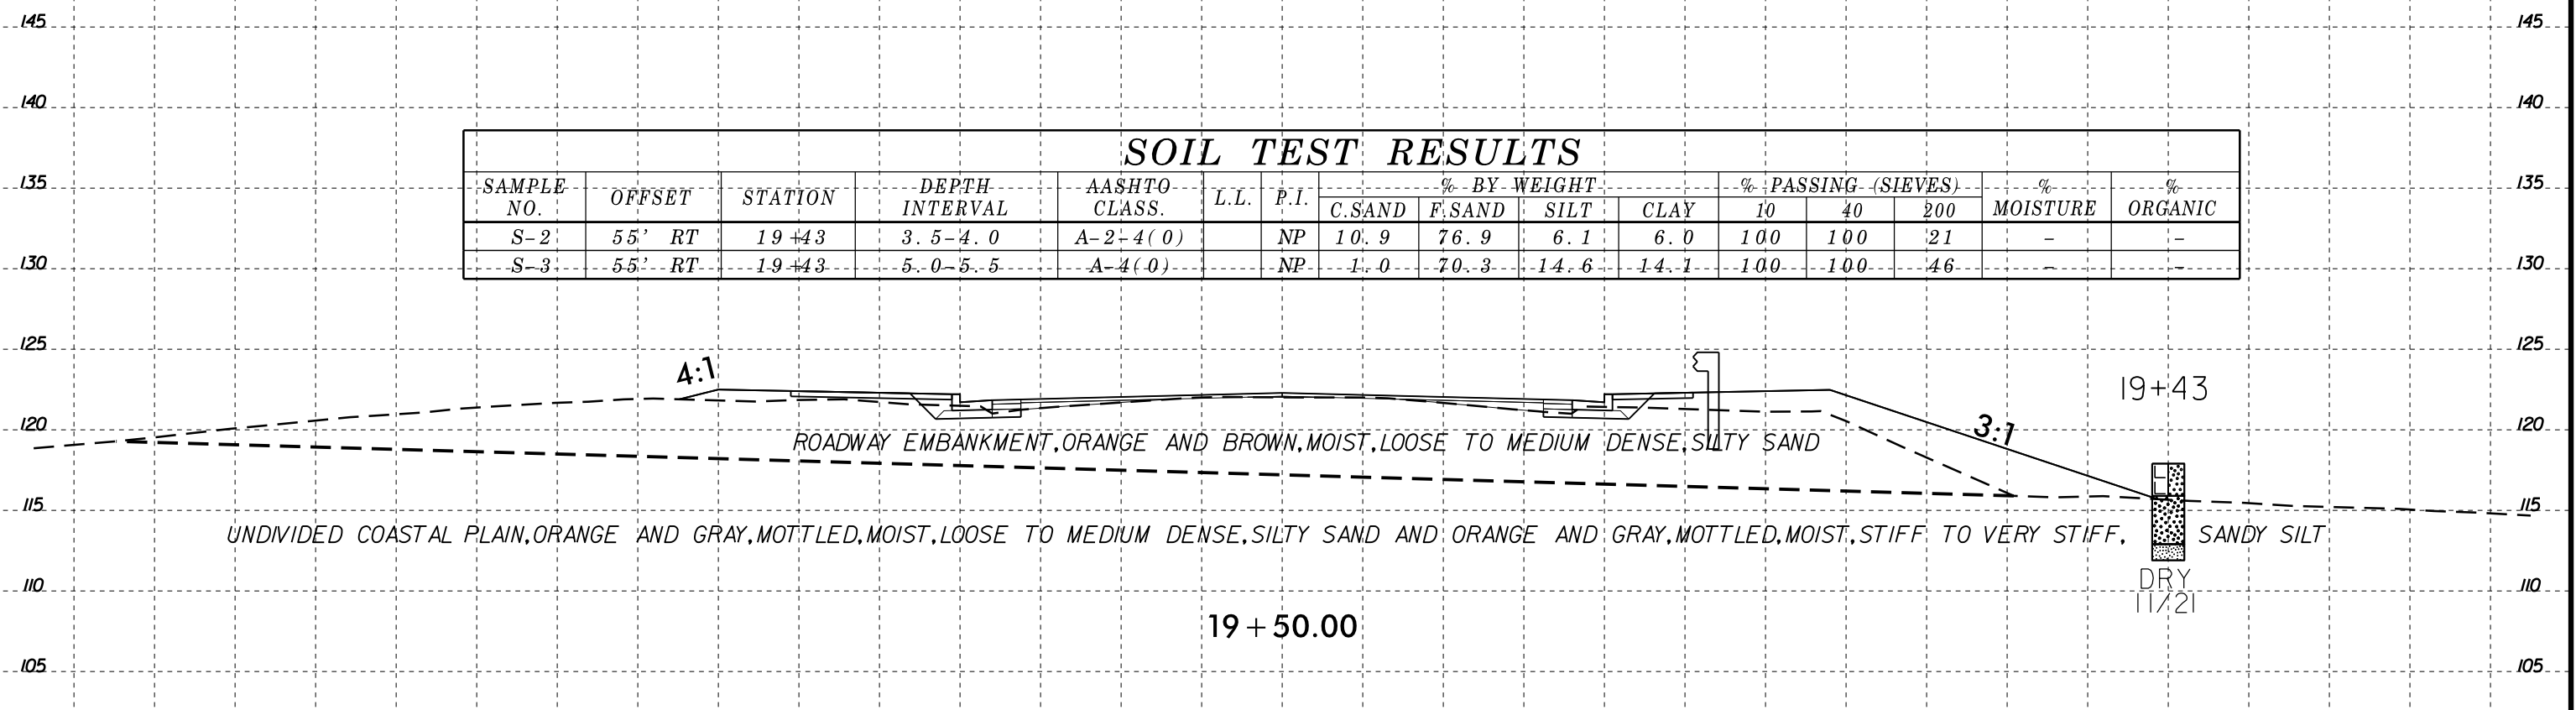 145 145
140 140
SOIL TEST RESULTS
135 135
SAMPLE NO. OFFSET STATION DEPTH INTERVAL AASHTO CLASS. L.L. P.I. % BY WEIGHT % PASSING (SIEVES) % MOISTURE % ORGANIC
C.SAND F.SAND SILT CLAY 10 40 200
S-2 55' RT 19+43 3.5-4.0 A-2-4(0) NP 10.9 76.9 6.1 6.0 100 100 21 - -
S-3 55' RT 19+43 5.0-5.5 A-4(0) NP 1.0 70.3 14.6 14.1 100 100 46 - -
130 130
125 125
4:1
19+43
120 120
3:1
ROADWAY EMBANKMENT, ORANGE AND BROWN, MOIST, LOOSE TO MEDIUM DENSE, SILTY SAND
L
115 115
UNDIVIDED COASTAL PLAIN, ORANGE AND GRAY, MOTTLED, MOIST, LOOSE TO MEDIUM DENSE, SILTY SAND AND ORANGE AND GRAY, MOTTLED, MOIST, STIFF TO VERY STIFF, SANDY SILT
DRY
110 110
11/21
19+50.00
105 105